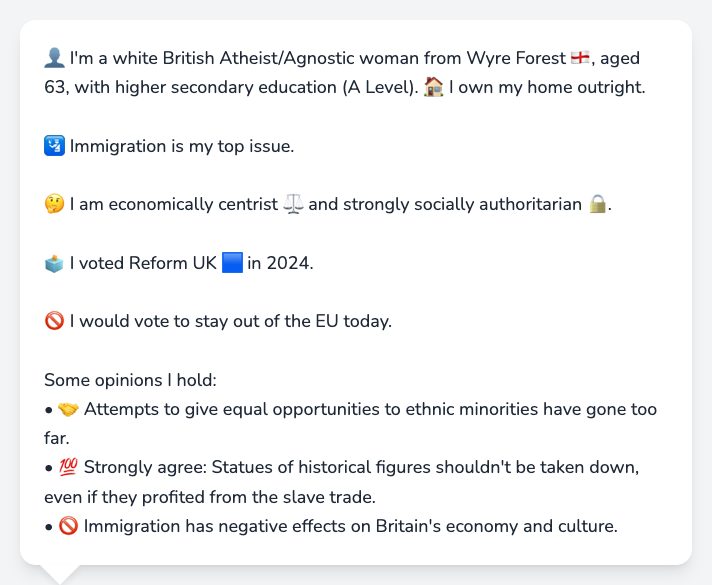 👤 I'm a white British Atheist/Agnostic woman from Wyre Forest 🏴󠁧󠁢󠁥󠁮󠁧󠁿, aged
63, with higher secondary education (A Level). 🏠 I own my home outright.
🛂 Immigration is my top issue.
🤔 I am economically centrist ⚖️ and strongly socially authoritarian 🔒.
🗳️ I voted Reform UK 🟦 in 2024.
🚫 I would vote to stay out of the EU today.
Some opinions I hold:
• 🤝 Attempts to give equal opportunities to ethnic minorities have gone too
far.
• 💯 Strongly agree: Statues of historical figures shouldn't be taken down,
even if they profited from the slave trade.
• 🚫 Immigration has negative effects on Britain's economy and culture.